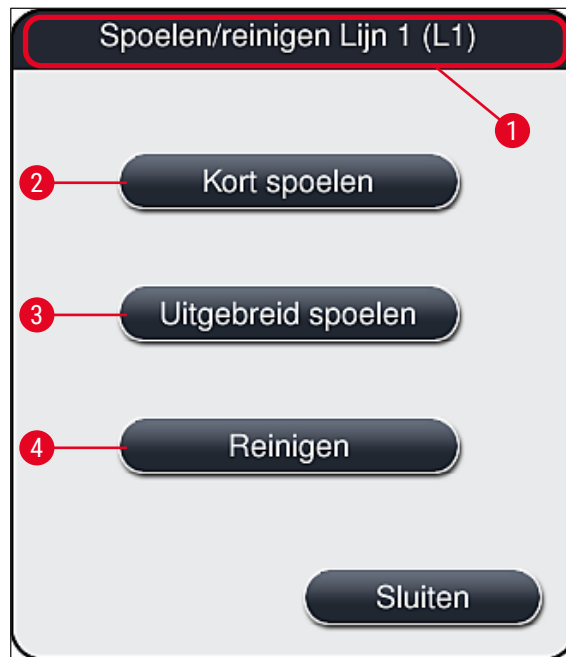 Spoelen/reinigen Lijn 1 (L1)
1
2
Kort spoelen
3
Uitgebreid spoelen
4
Reinigen
Sluiten